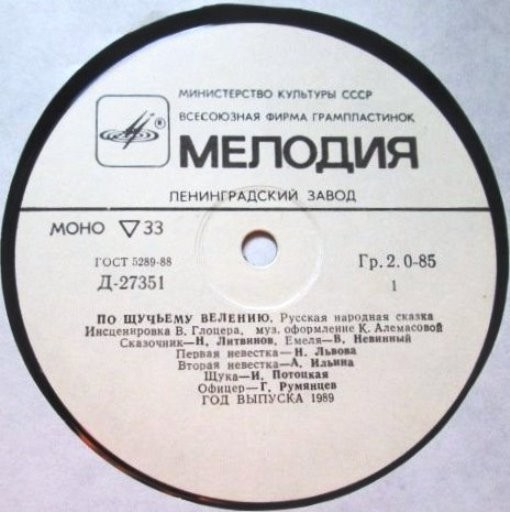 МИНИСТЕРСТВО КУЛЬТУРЫ СССР
ВСЕСОЮЗНАЯ ФИРМА ГРАМПЛАСТИНОК
®
МЕЛОДИЯ
ЛЕНИНГРАДСКИЙ ЗАВОД
МОНО ▽ 33
ГОСТ 5289-88
Д-27351
Гр. 2. 0-85
1
ПО ЩУЧЬЕМУ ВЕЛЕНИЮ. Русская народная сказка
Инсценировка В. Глоцера, муз. оформление К. Алемасовой
Сказочник—Н. Литвинов, Емеля—В. Невинный
Первая невестка—Н. Львова
Вторая невестка—А. Ильина
Щука—И. Потоцкая
Офицер—Г. Румянцев
ГОД ВЫПУСКА 1989